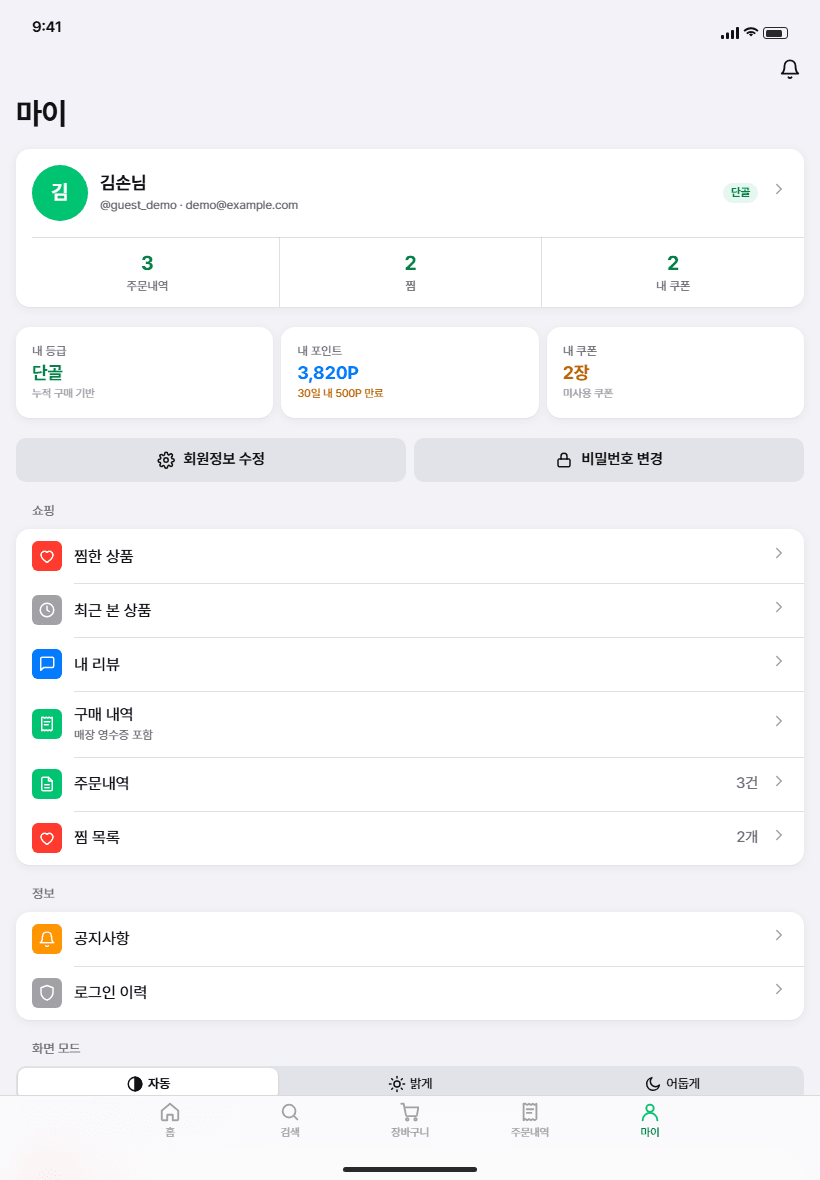 9:41
마이
김
김손님
@guest_demo · demo@example.com
단골
3
주문내역
2
찜
2
내 쿠폰
내 등급
단골
누적 구매 기반
내 포인트
3,820P
30일 내 500P 만료
내 쿠폰
2장
미사용 쿠폰
회원정보 수정
비밀번호 변경
쇼핑
찜한 상품
최근 본 상품
내 리뷰
구매 내역
매장 영수증 포함
주문내역
3건
찜 목록
2개
정보
공지사항
로그인 이력
화면 모드
자동
밝게
어둡게
홈
검색
장바구니
주문내역
마이